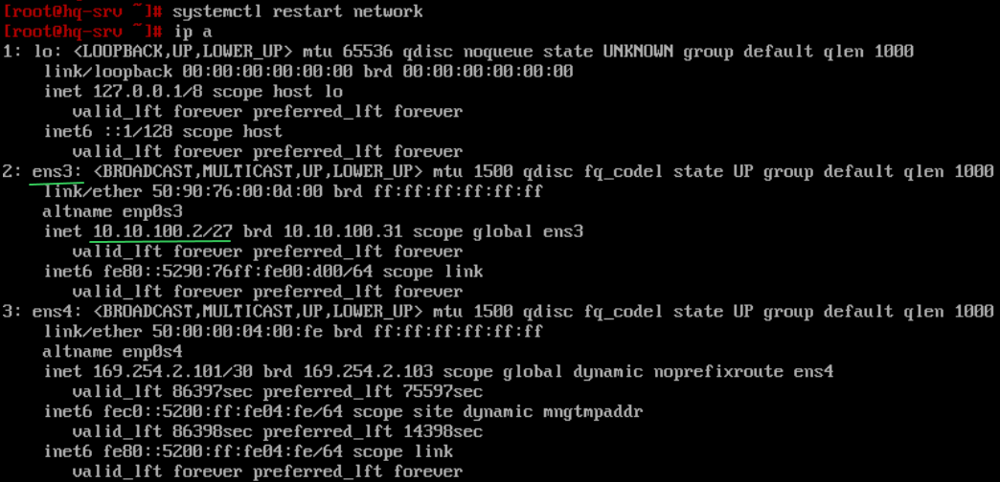 [root@hq-srv ~]# systemctl restart network
[root@hq-srv ~]# ip a
1: lo: <LOOPBACK,UP,LOWER_UP> mtu 65536 qdisc noqueue state UNKNOWN group default qlen 1000
    link/loopback 00:00:00:00:00:00 brd 00:00:00:00:00:00
    inet 127.0.0.1/8 scope host lo
       valid_lft forever preferred_lft forever
    inet6 ::1/128 scope host
       valid_lft forever preferred_lft forever
2: ens3: <BROADCAST,MULTICAST,UP,LOWER_UP> mtu 1500 qdisc fq_codel state UP group default qlen 1000
    link/ether 50:90:76:00:0d:00 brd ff:ff:ff:ff:ff:ff
    altname enp0s3
    inet 10.10.100.2/27 brd 10.10.100.31 scope global ens3
       valid_lft forever preferred_lft forever
    inet6 fe80::5290:76ff:fe00:d00/64 scope link
       valid_lft forever preferred_lft forever
3: ens4: <BROADCAST,MULTICAST,UP,LOWER_UP> mtu 1500 qdisc fq_codel state UP group default qlen 1000
    link/ether 50:00:00:04:00:fe brd ff:ff:ff:ff:ff:ff
    altname enp0s4
    inet 169.254.2.101/30 brd 169.254.2.103 scope global dynamic noprefixroute ens4
       valid_lft 86397sec preferred_lft 75597sec
    inet6 fec0::5200:ff:fe04:fe/64 scope site dynamic mngtmpaddr
       valid_lft 86398sec preferred_lft 14398sec
    inet6 fe80::5200:ff:fe04:fe/64 scope link
       valid_lft forever preferred_lft forever